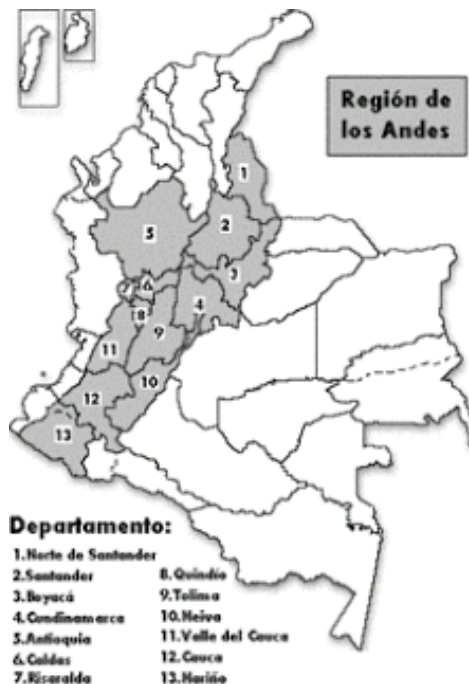 Región de
los Andes
1
2
5
3
6
7
4
8
9
11
10
12
13
Departamento:
1.Norte de Santander
2.Santander
3.Boyacá
4.Cundinamarca
5.Antioquia
6.Caldas
7.Risaralda
8.Quindío
9.Tolima
10.Neiva
11.Valle del Cauca
12.Cauca
13.Nariño